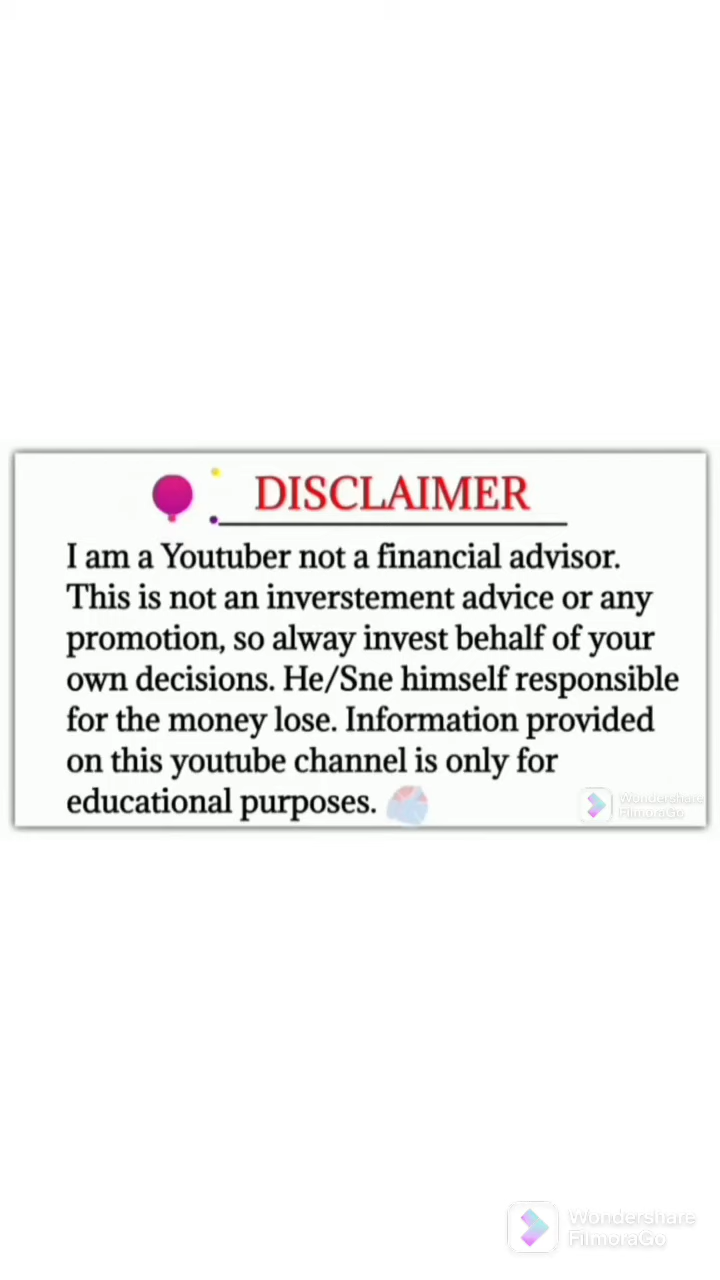 DISCLAIMER
I am a Youtuber not a financial advisor.
This is not an inverstement advice or any
promotion, so alway invest behalf of your
own decisions. He/Sne himself responsible
for the money lose. Information provided
on this youtube channel is only for
educational purposes.
Wondershare
FilmoraGo
Wondershare
FilmoraGo